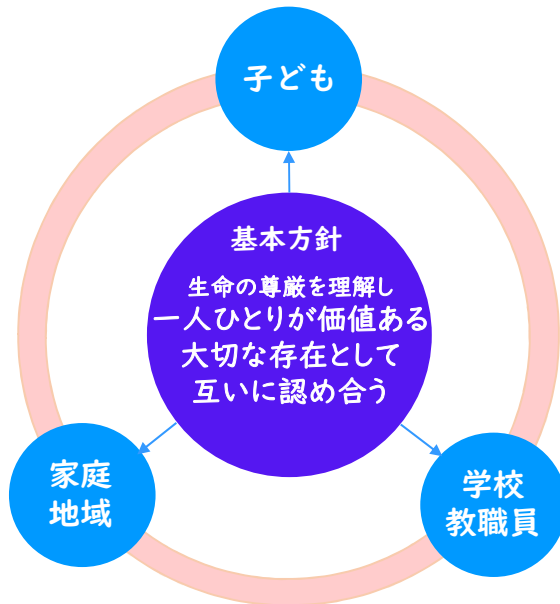 子ども
基本方針
生命の尊厳を理解し
一人ひとりが価値ある
大切な存在として
互いに認め合う
家庭
地域
学校
教職員